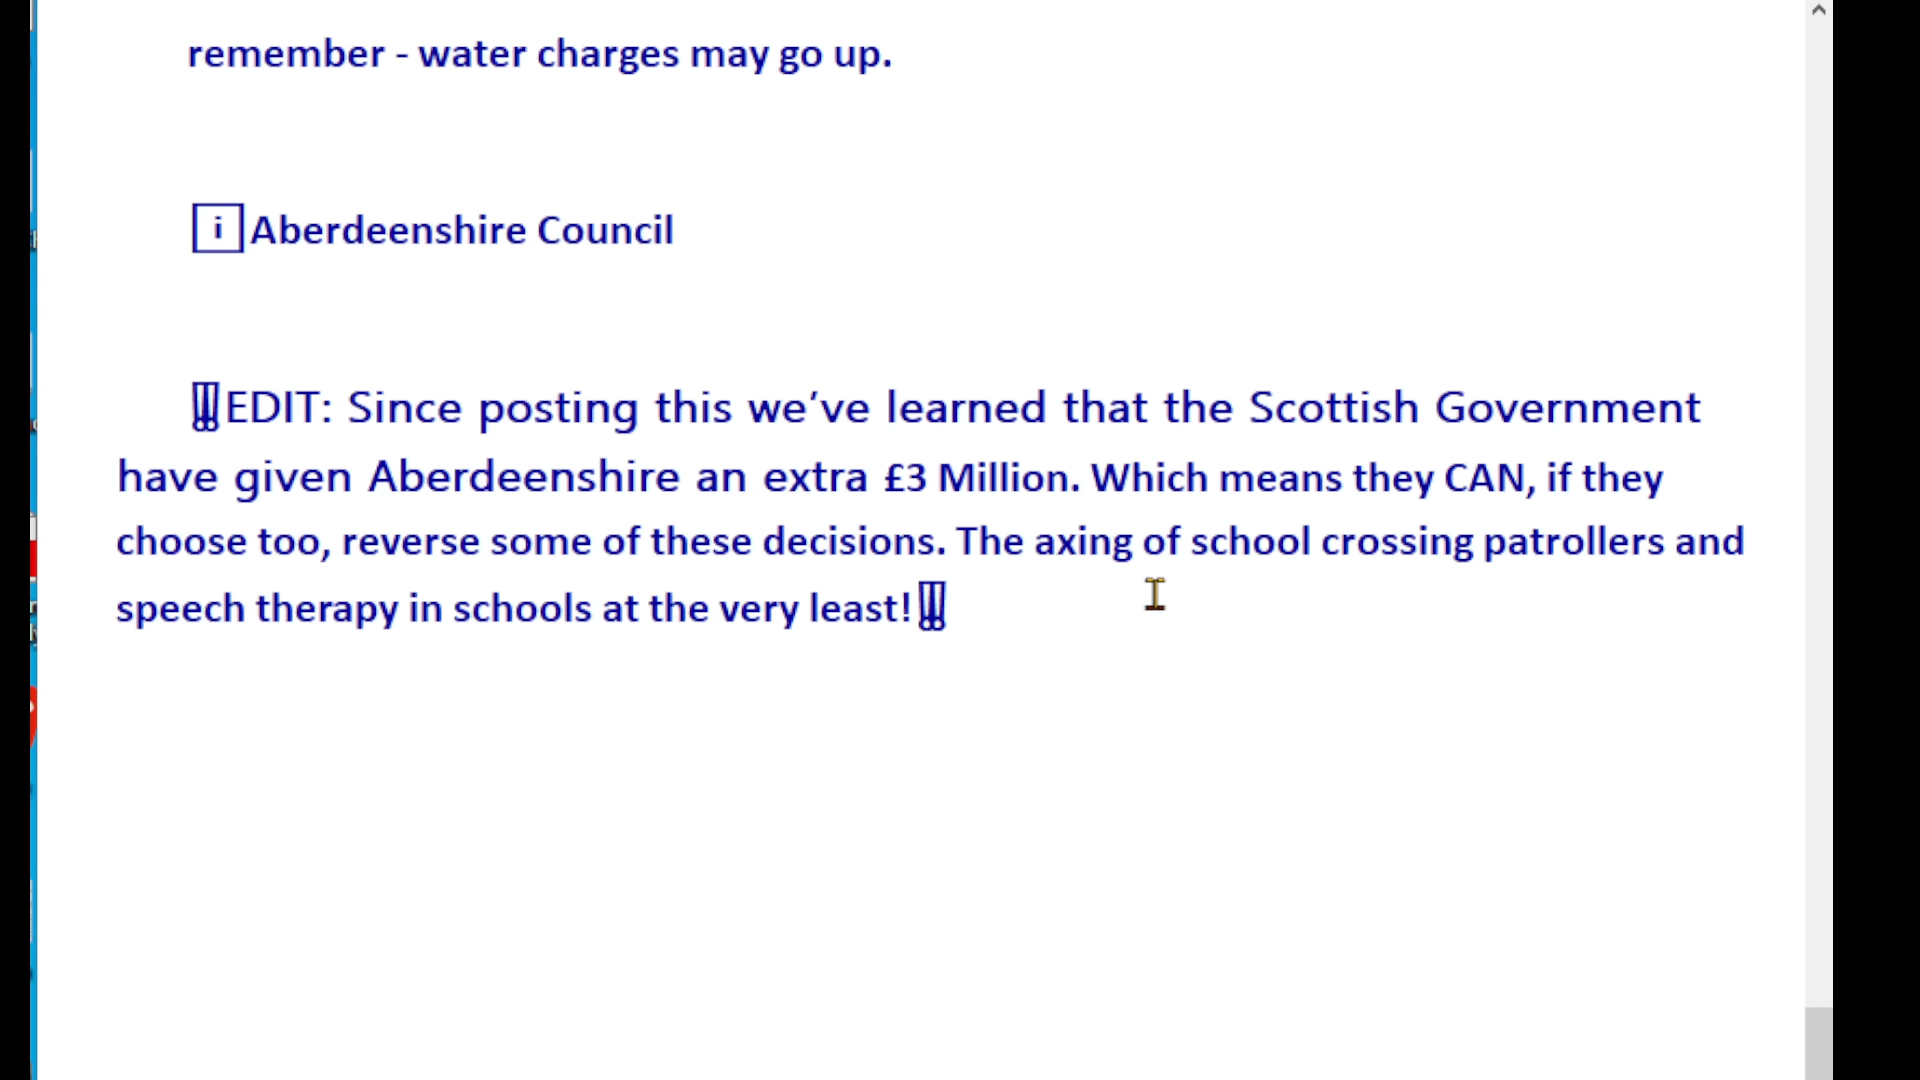 remember - water charges may go up.
ℹ Aberdeenshire Council
‼EDIT: Since posting this we’ve learned that the Scottish Government
have given Aberdeenshire an extra £3 Million. Which means they CAN, if they
choose too, reverse some of these decisions. The axing of school crossing patrollers and
speech therapy in schools at the very least!‼